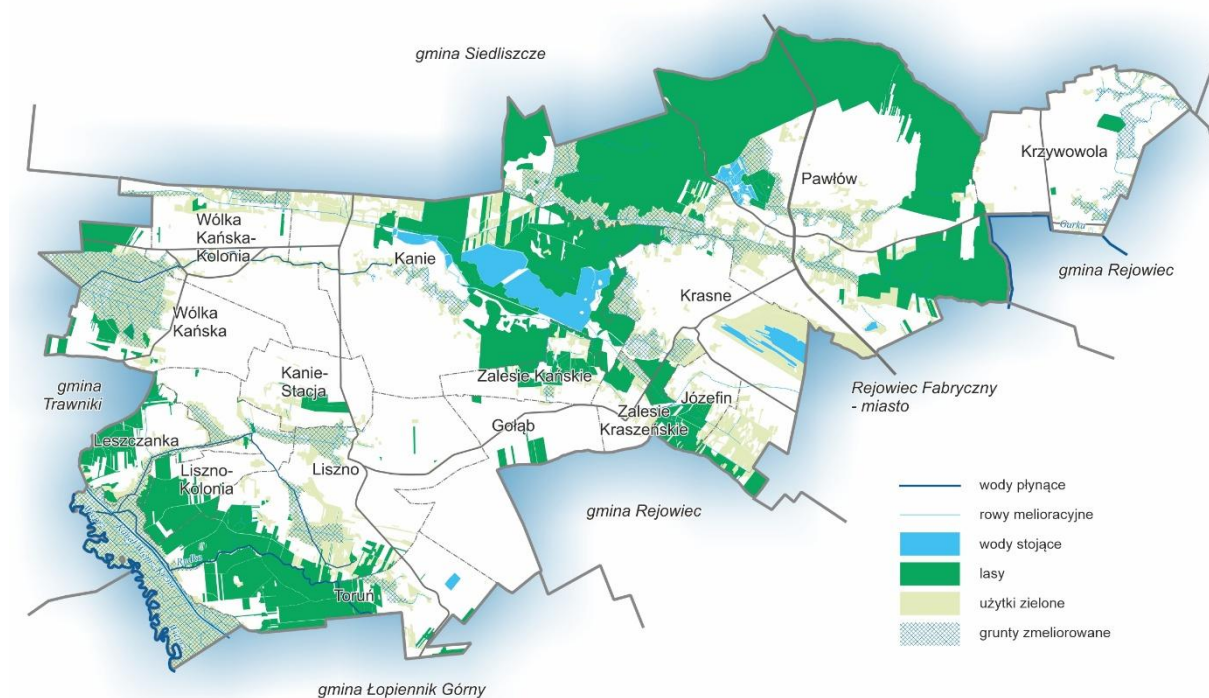 gmina Siedliszcze
Krzywowola
Pawłów
Wólka
Kańska-
Kolonia
Gurka
Kanie
gmina Rejowiec
Krasne
Wólka
Kańska
Kanie-
Stacja
gmina
Trawniki
Zalesie Kańskie
Józefin
Rejowiec Fabryczny
- miasto
Zalesie
Kraszeńskie
Gołąb
Leszczanka
Liszno-
Kolonia
Liszno
gmina Rejowiec
Toruń
gmina Łopiennik Górny
wody płynące
rowy melioracyjne
wody stojące
lasy
użytki zielone
grunty zmeliorowane